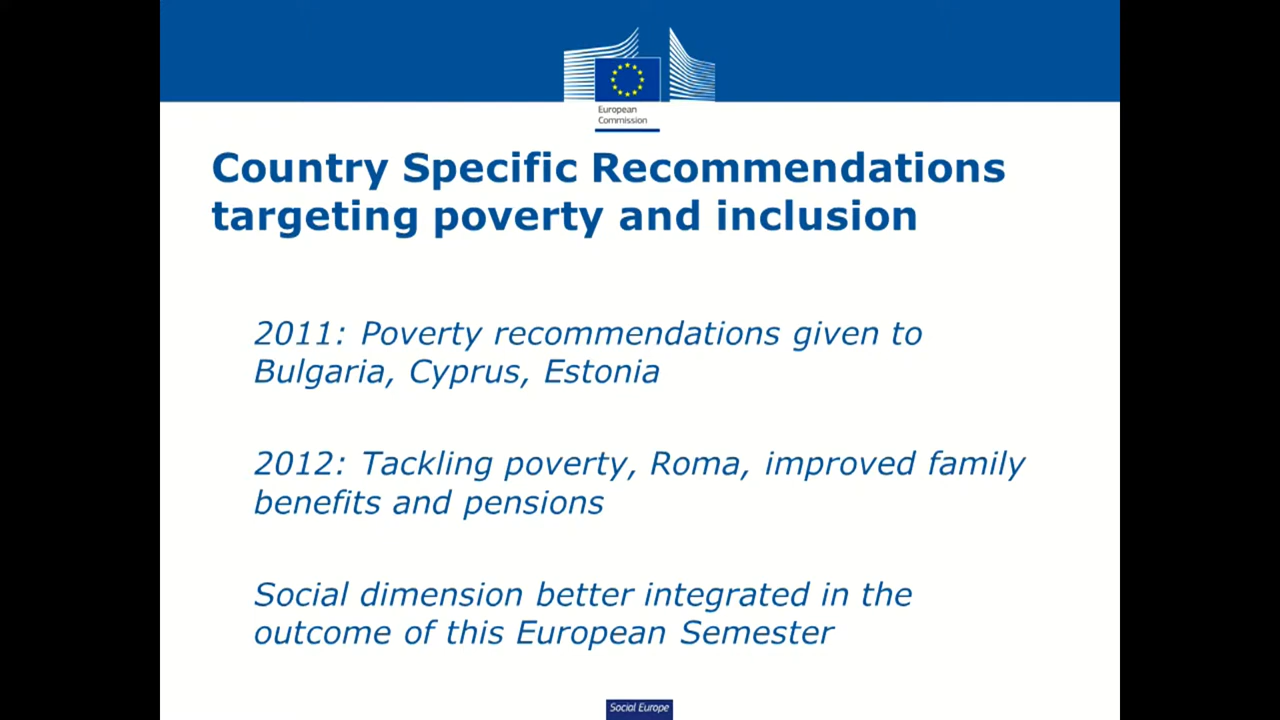 European
Commission
Country Specific Recommendations
targeting poverty and inclusion
2011: Poverty recommendations given to
Bulgaria, Cyprus, Estonia
2012: Tackling poverty, Roma, improved family
benefits and pensions
Social dimension better integrated in the
outcome of this European Semester
Social Europe